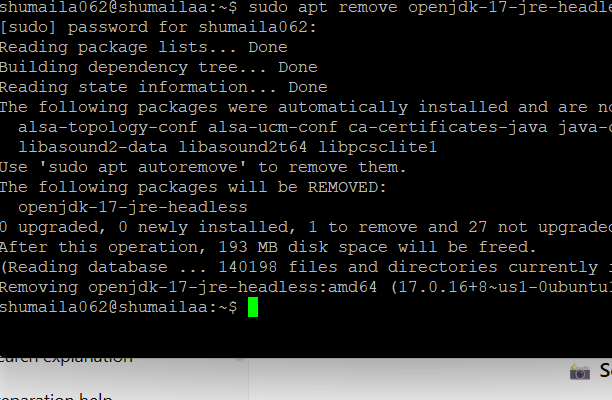 shumaila062@shumailaa:~$ sudo apt remove openjdk-17-jre-headle
[sudo] password for shumaila062:
Reading package lists... Done
Building dependency tree... Done
Reading state information... Done
The following packages were automatically installed and are no
alsa-topology-conf alsa-ucm-conf ca-certificates-java java-c
libasound2-data libasound2t64 libpcsclite1
Use 'sudo apt autoremove' to remove them.
The following packages will be REMOVED:
openjdk-17-jre-headless
0 upgraded, 0 newly installed, 1 to remove and 27 not upgraded
After this operation, 193 MB disk space will be freed.
(Reading database ... 140198 files and directories currently i
Removing openjdk-17-jre-headless:amd64 (17.0.16+8~us1-0ubuntu1
shumaila062@shumailaa:~$
earch explanation
S
eparation help